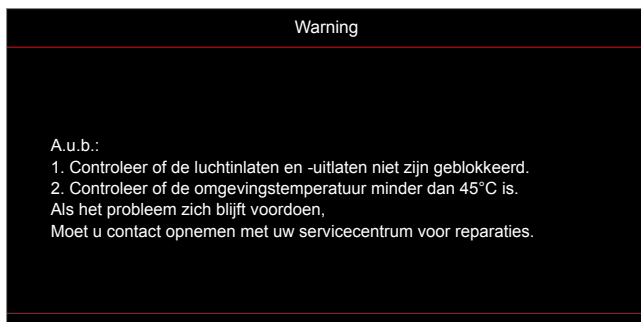 Warning
A.u.b.:
1. Controleer of de luchtinlaten en -uitlaten niet zijn geblokkeerd.
2. Controleer of de omgevingstemperatuur minder dan 45°C is.
Als het probleem zich blijft voordoen,
Moet u contact opnemen met uw servicecentrum voor reparaties.